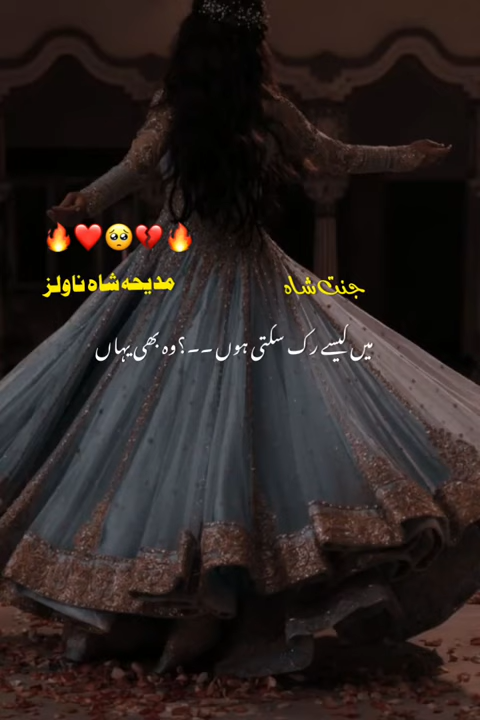 🔥❤️🥺💔🔥
جنت شاہ مدیحہ شاہ ناولز
میں کیسے رک سکتی ہوں ۔۔؟ وہ بھی یہاں